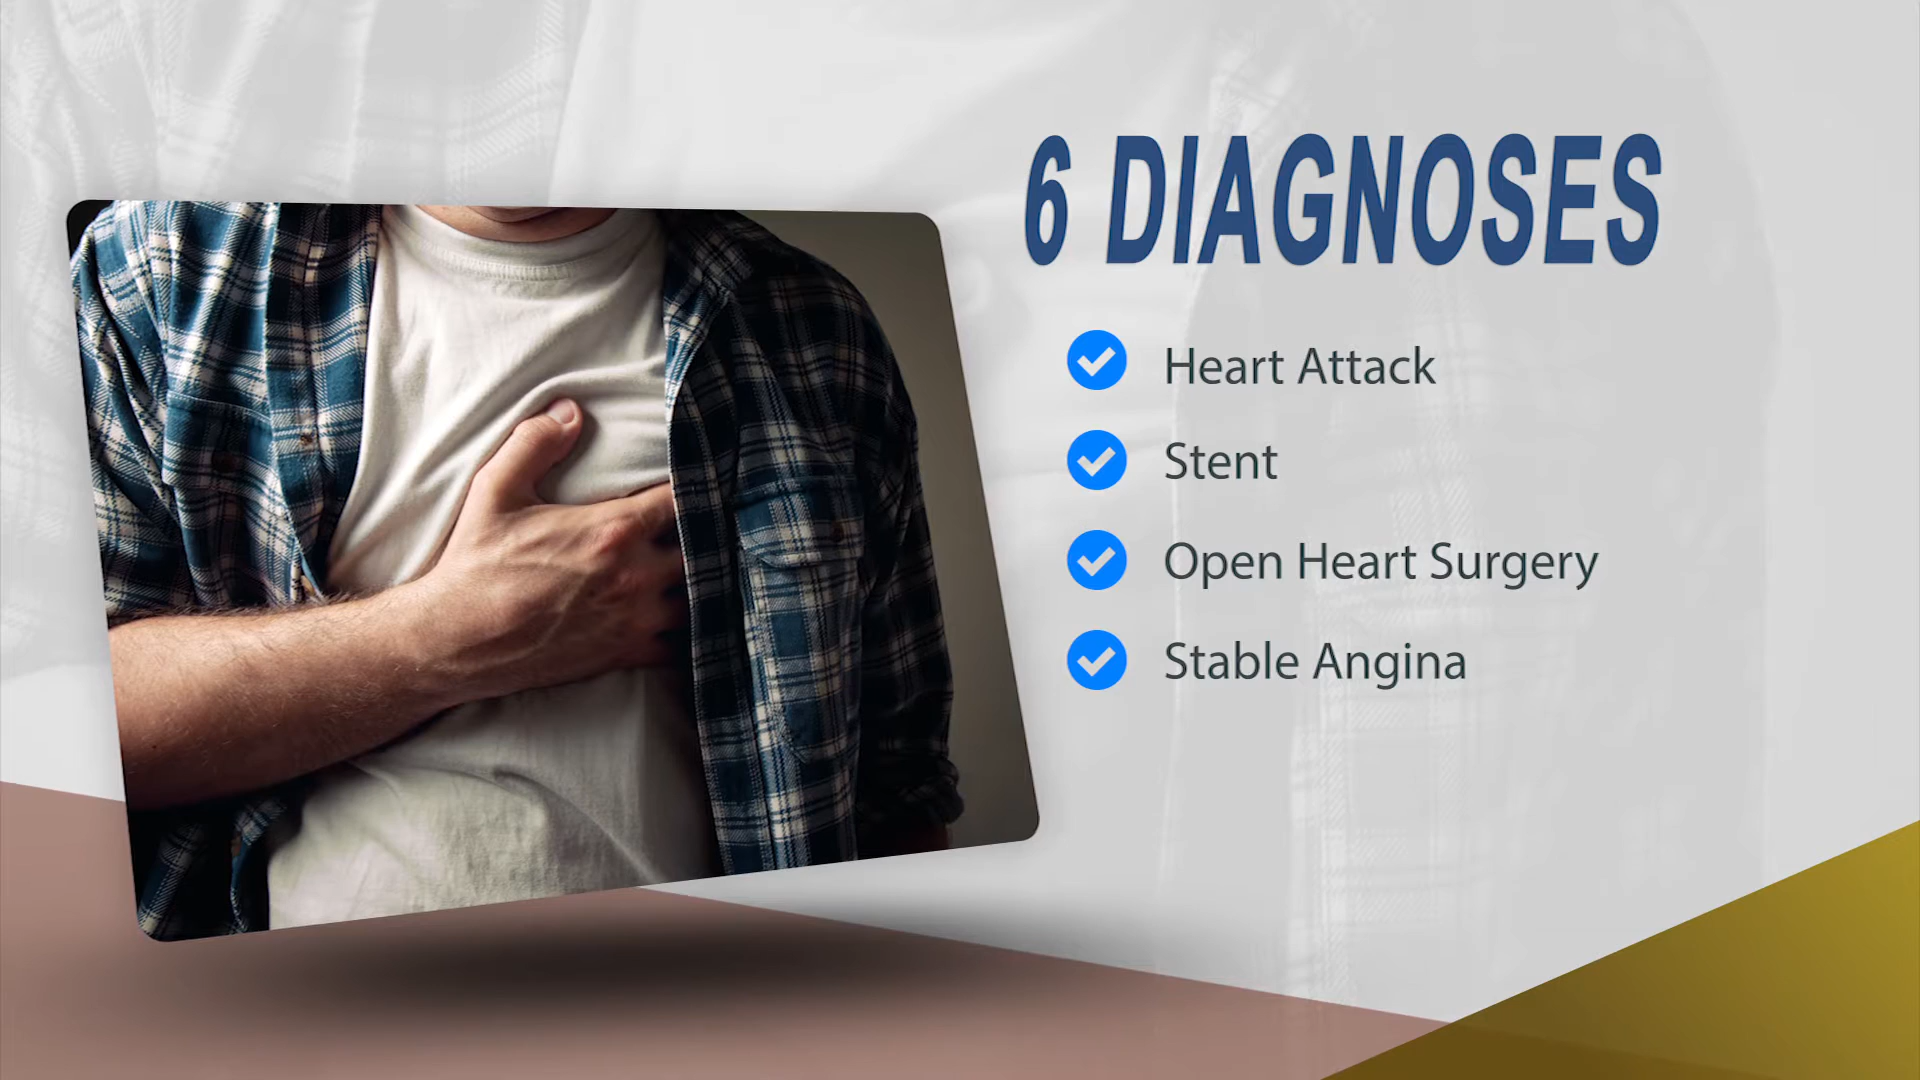 6 DIAGNOSES
Heart Attack
Stent
Open Heart Surgery
Stable Angina